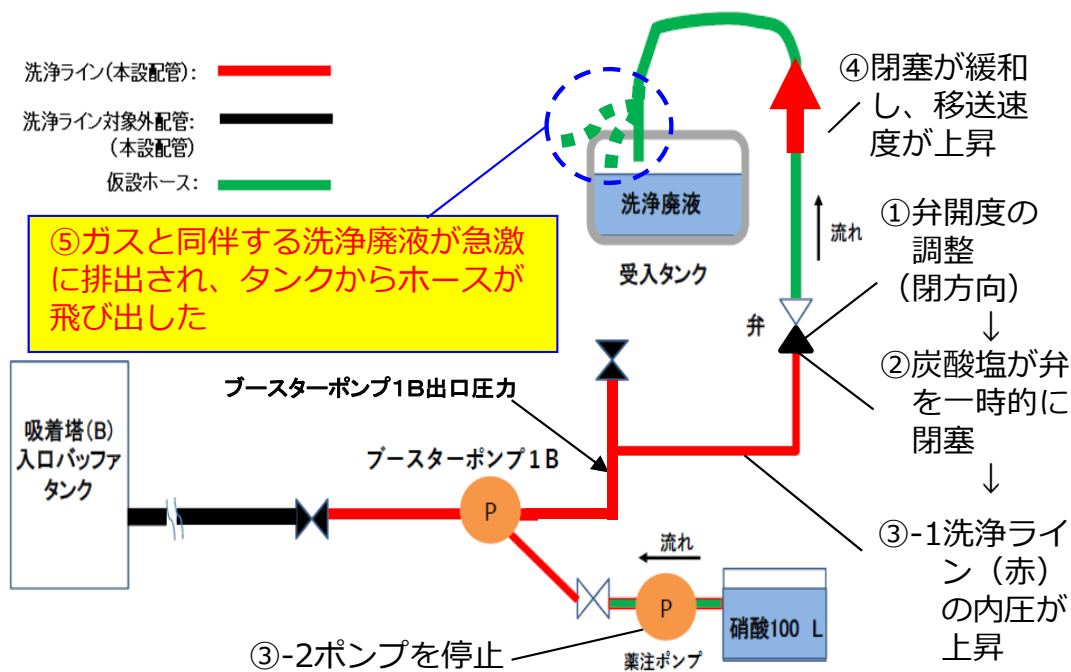 洗浄ライン(本設配管):
洗浄ライン対象外配管:
(本設配管)
仮設ホース:
⑤ガスと同伴する洗浄廃液が急激
に排出され、タンクからホースが
飛び出した
洗浄廃液
受入タンク
④閉塞が緩和
し、移送速
度が上昇
流れ
①弁開度の
調整
(閉方向)
↓
②炭酸塩が弁
を一時的に
閉塞
↓
③-1洗浄ライ
ン(赤)
の内圧が
上昇
弁
ブースターポンプ1B出口圧力
吸着塔(B)
入口バッファ
タンク
ブースターポンプ1B
P
流れ
P
硝酸100 L
薬注ポンプ
③-2ポンプを停止